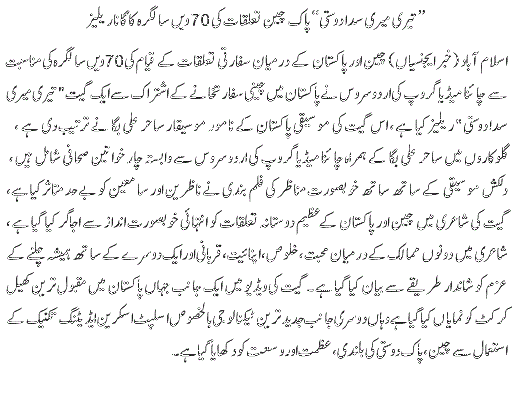 ”تیری میری سدا دوستی“ پاک چین تعلقات کی 70 ویں سالگرہ کا گانا ریلیز
اسلام آباد (خبر ایجنسیاں) چین اور پاکستان کے درمیان سفارتی تعلقات کے قیام کی 70 ویں سالگرہ کی مناسبت
سے چائنا میڈیا گروپ کی اردو سروس نے پاکستان میں چینی سفارتخانے کے اشتراک سے ایک گیت ”تیری میری
سدا دوستی“ ریلیز کیا ہے، اس گیت کی موسیقی پاکستان کے نامور موسیقار ساحر علی بگا نے ترتیب دی ہے،
گلوکاروں میں ساحر علی بگا کے ہمراہ چائنا میڈیا گروپ کی اردو سروس سے وابستہ چار خواتین صحافی شامل ہیں،
دلکش موسیقی کے ساتھ ساتھ خوبصورت مناظر کی فلم بندی نے ناظرین اور سامعین کو بے حد متاثر کیا ہے،
گیت کی شاعری میں چین اور پاکستان کے عظیم دوستانہ تعلقات کو انتہائی خوبصورت انداز سے اجاگر کیا گیا ہے،
شاعری میں دونوں ممالک کے درمیان محبت، خلوص، اپنائیت، قربانی اور ایک دوسرے کے ساتھ ہمیشہ چلنے کے
عزم کو شاندار طریقے سے بیان کیا گیا ہے۔ گیت کی ویڈیو میں ایک جانب جہاں پاکستان میں مقبول ترین کھیل
کرکٹ کو نمایاں کیا گیا ہے وہاں دوسری جانب جدید ترین ٹیکنالوجی بالخصوص اسپلٹ اسکرین ایڈیٹنگ تکنیک کے
استعمال سے چین، پاک دوستی کی بلندی، عظمت اور وسعت کو دکھایا گیا ہے۔